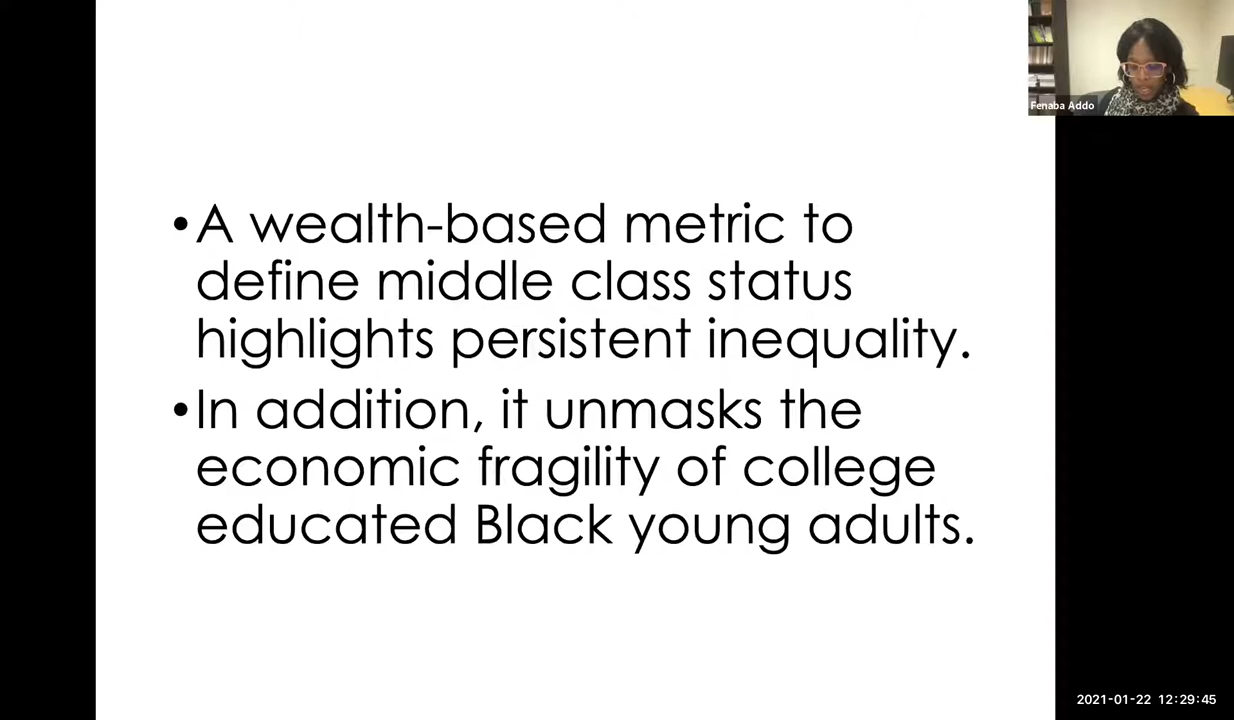 Fenaba Addo
•A wealth-based metric to
define middle class status
highlights persistent inequality.
•In addition, it unmasks the
economic fragility of college
educated Black young adults.
2021-01-22 12:29:45